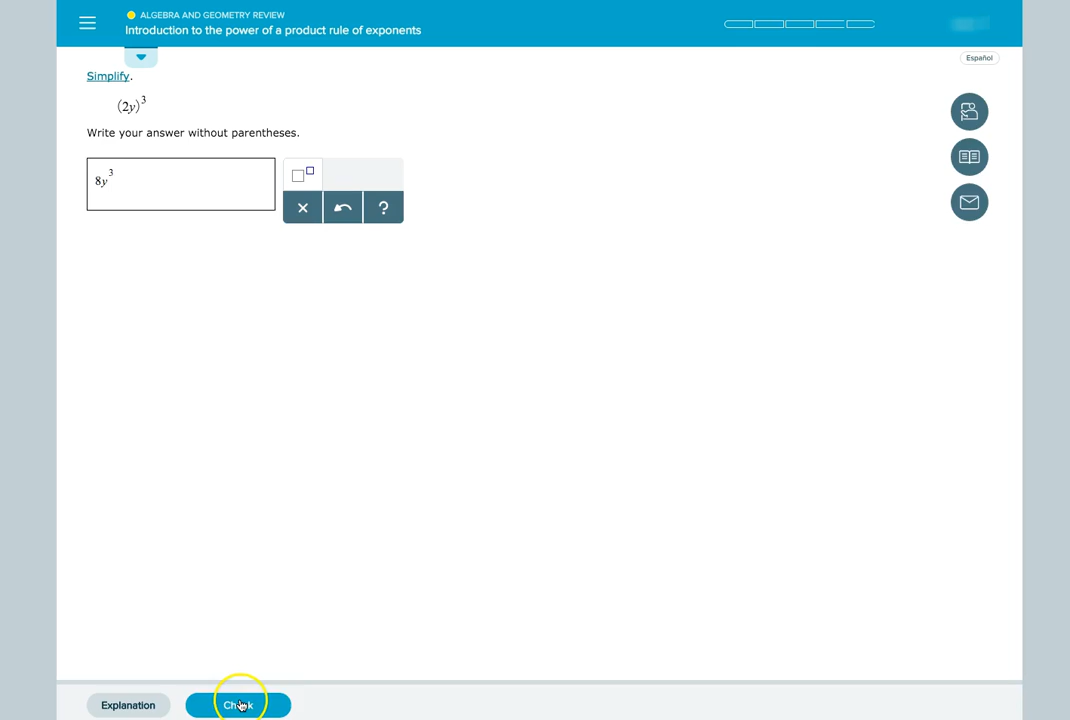 ALGEBRA AND GEOMETRY REVIEW
Introduction to the power of a product rule of exponents
Español
Simplify.
(2y)³
Write your answer without parentheses.
8y³
?
Explanation
Check